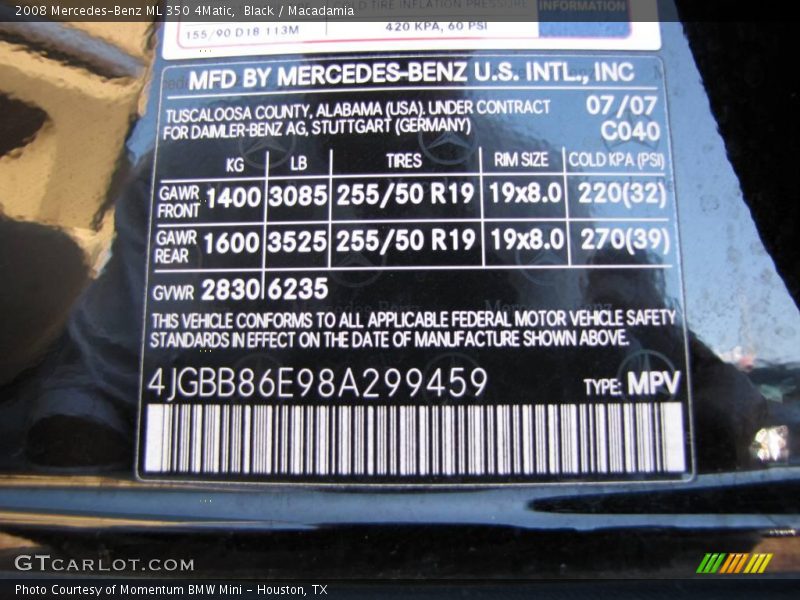 2008 Mercedes-Benz ML 350 4Matic, Black / Macadamia
TIRE INFLATION PRESSURE
INFORMATION
155/90 D18 113M 420 KPA, 60 PSI
MFD BY MERCEDES-BENZ U.S. INTL., INC
TUSCALOOSA COUNTY, ALABAMA (USA). UNDER CONTRACT 07/07
FOR DAIMLER-BENZ AG, STUTTGART (GERMANY) C040
KG LB TIRES RIM SIZE COLD KPA (PSI)
GAWR FRONT 1400 3085 255/50 R19 19x8.0 220(32)
GAWR REAR 1600 3525 255/50 R19 19x8.0 270(39)
GVWR 2830 6235
THIS VEHICLE CONFORMS TO ALL APPLICABLE FEDERAL MOTOR VEHICLE SAFETY
STANDARDS IN EFFECT ON THE DATE OF MANUFACTURE SHOWN ABOVE.
4JGBB86E98A299459 TYPE: MPV
GTCARLOT.COM
Photo Courtesy of Momentum BMW Mini - Houston, TX